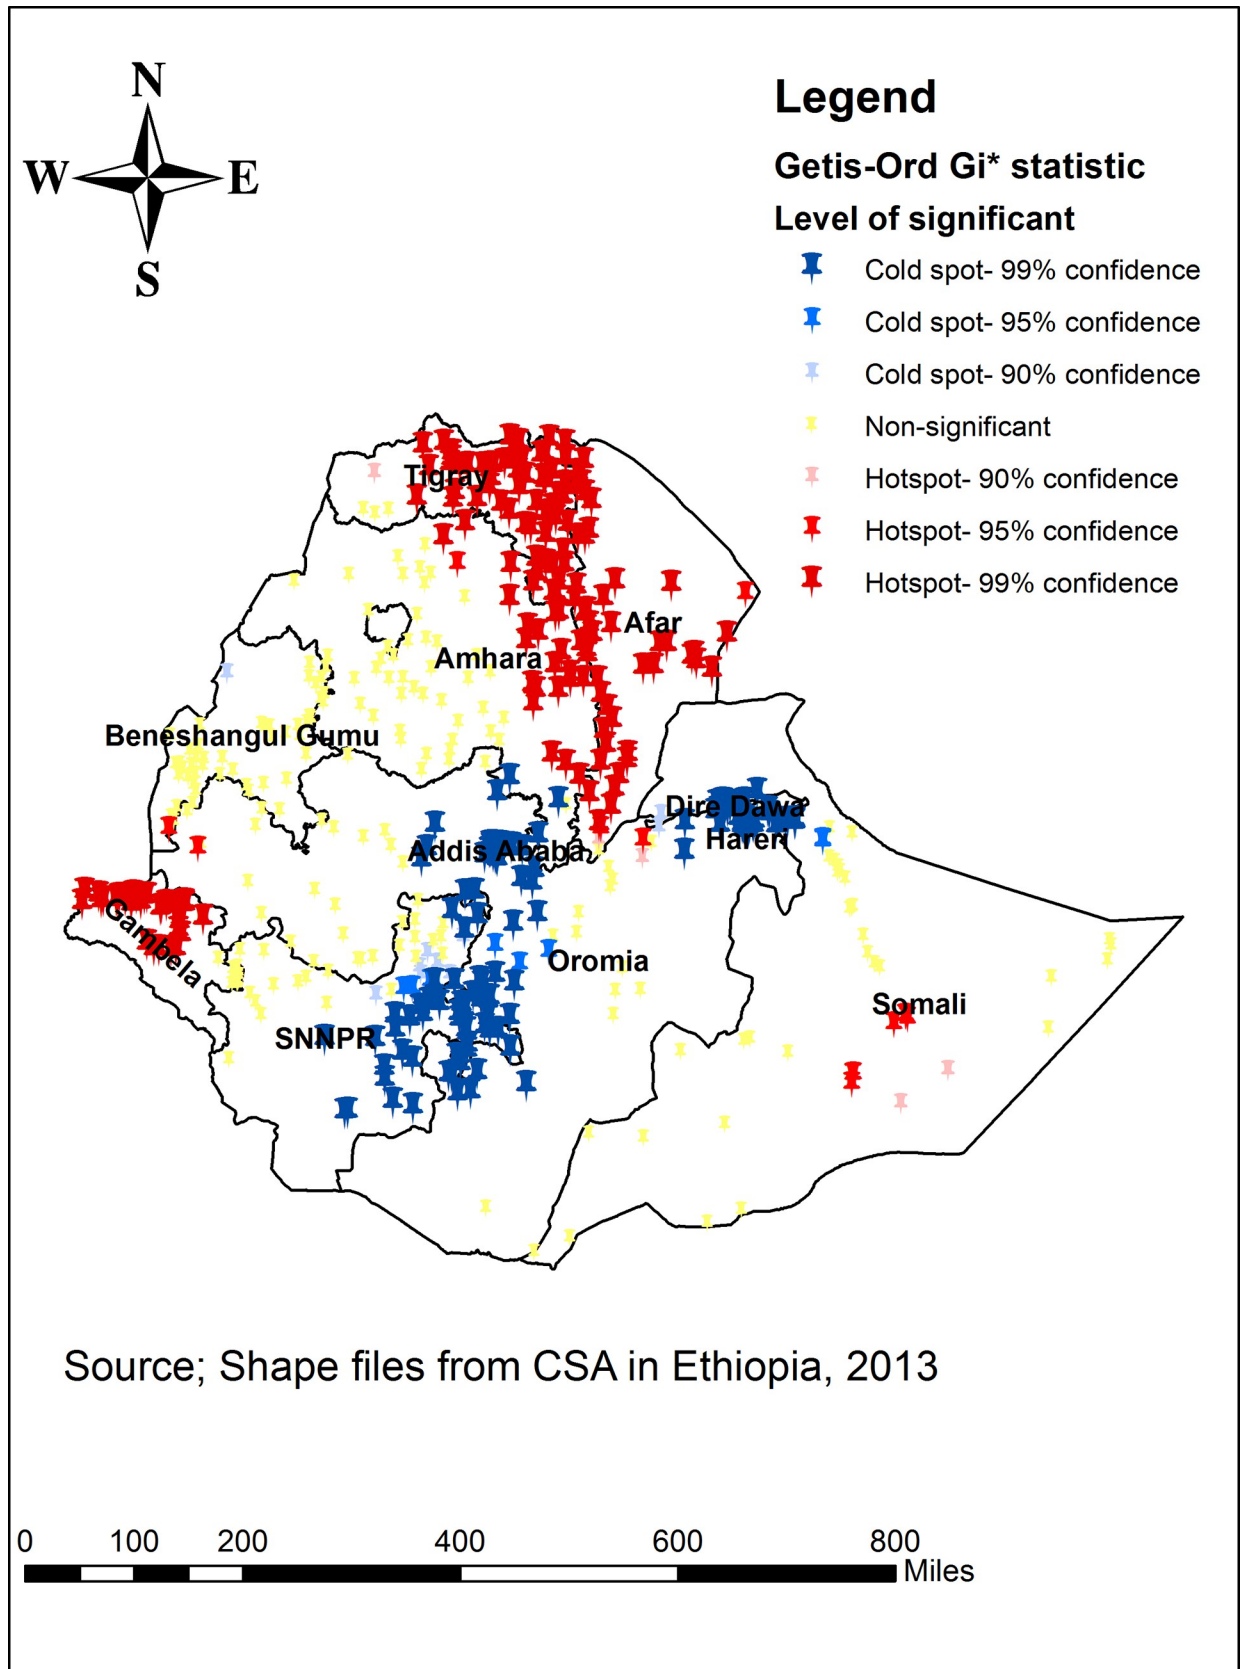 N
W E
S
Legend
Getis-Ord Gi* statistic
Level of significant
Cold spot- 99% confidence
Cold spot- 95% confidence
Cold spot- 90% confidence
Non-significant
Hotspot- 90% confidence
Hotspot- 95% confidence
Hotspot- 99% confidence
Tigray
Afar
Amhara
Beneshangul Gumu
Dire Dawa
Hareri
Addis Ababa
Gambela
Oromia
Somali
SNNPR
Source; Shape files from CSA in Ethiopia, 2013
0 100 200 400 600 800
Miles